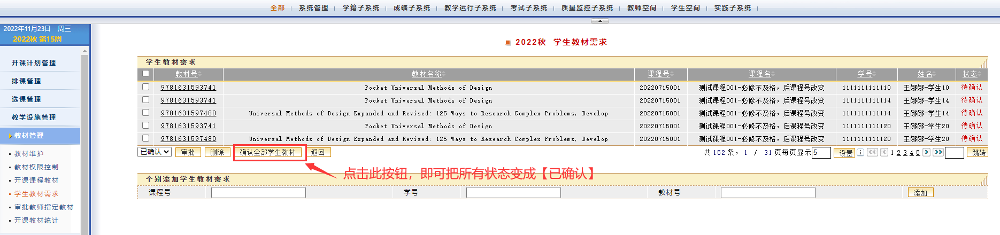 全部 系统管理 学籍子系统 成绩子系统 教学运行子系统 考试子系统 质量监控子系统 教师空间 学生空间 实践子系统
2022年11月23日 周三
2022秋 第15周
开课计划管理
排课管理
选课管理
教学设施管理
教材管理
教材维护
教材权限控制
开课课程教材
学生教材需求
审批教师指定教材
开课教材统计
2022秋 学生教材需求
学生教材需求
教材号 教材名称 课程号 课程名 学号 姓名 状态
9781631593741 Pocket Universal Methods of Design 20220715001 测试课程001-必修不及格，后课程号改变 1111111111110 王娜娜-学生10 待确认
9781631593741 Pocket Universal Methods of Design 20220715001 测试课程001-必修不及格，后课程号改变 1111111111114 王娜娜-学生14 待确认
9781631597480 Universal Methods of Design Expanded and Revised: 125 Ways to Research Complex Problems, Develop 20220715001 测试课程001-必修不及格，后课程号改变 1111111111114 王娜娜-学生14 待确认
9781631593741 Pocket Universal Methods of Design 20220715001 测试课程001-必修不及格，后课程号改变 1111111111120 王娜娜-学生20 待确认
9781631597480 Universal Methods of Design Expanded and Revised: 125 Ways to Research Complex Problems, Develop 20220715001 测试课程001-必修不及格，后课程号改变 1111111111120 王娜娜-学生20 待确认
已确认 审批 删除 确认全部学生教材 返回 共 152 条，1 / 31 页每页显示 5 设置 1 2 3 4 5 跳转
点击此按钮，即可把所有状态变成【已确认】
个别添加学生教材需求
课程号 学号 教材号 添加